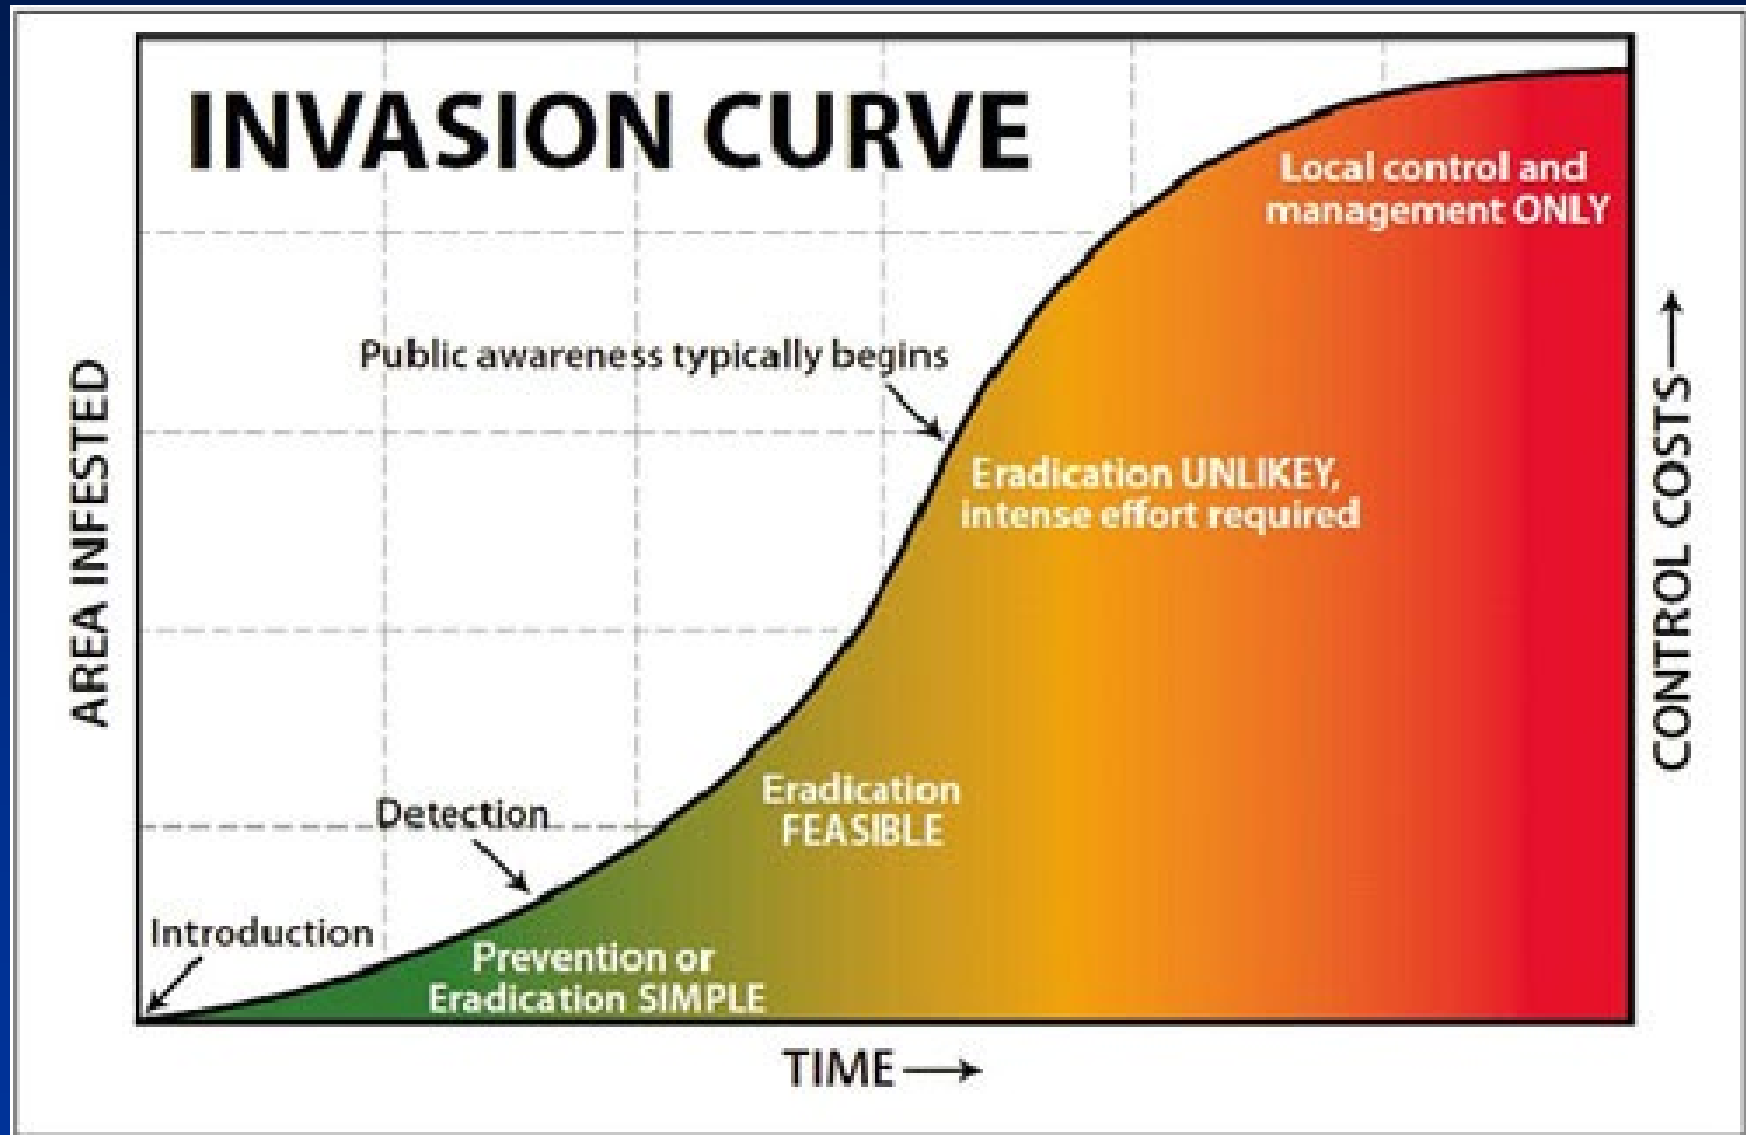 INVASION CURVE
Local control and
management ONLY
Public awareness typically begins
Eradication UNLIKEY,
intense effort required
AREA INFESTED
CONTROL COSTS
Eradication
FEASIBLE
Detection
Introduction
Prevention or
Eradication SIMPLE
TIME